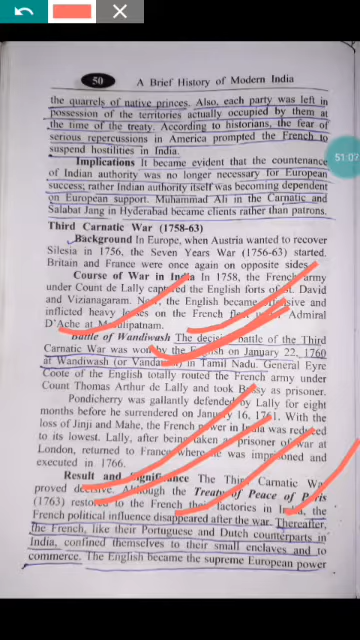 50
A Brief History of Modern India
51:07
the quarrels of native princes. Also, each party was left in
possession of the territories actually occupied by them at
the time of the treaty. According to historians, the fear of
serious repercussions in America prompted the French to
suspend hostilities in India.
Implications It became evident that the countenance
of Indian authority was no longer necessary for European
success; rather Indian authority itself was becoming dependent
on European support. Muhammad Ali in the Carnatic and
Salabat Jang in Hyderabad became clients rather than patrons.
Third Carnatic War (1758-63)
Background In Europe, when Austria wanted to recover
Silesia in 1756, the Seven Years War (1756-63) started.
Britain and France were once again on opposite sides.
Course of War in India In 1758, the French army
under Count de Lally captured the English forts of St. David
and Vizianagaram. Now, the English became offensive and
inflicted heavy losses on the French fleet under Admiral
D'Ache at Masulipatnam.
Battle of Wandiwash The decisive battle of the Third
Carnatic War was won by the English on January 22, 1760
at Wandiwash (or Vandavasi) in Tamil Nadu. General Eyre
Coote of the English totally routed the French army under
Count Thomas Arthur de Lally and took Bussy as prisoner.
Pondicherry was gallantly defended by Lally for eight
months before he surrendered on January 16, 1761. With the
loss of Jinji and Mahe, the French power in India was reduced
to its lowest. Lally, after being taken as prisoner of war at
London, returned to France where he was imprisoned and
executed in 1766.
Result and Significance The Third Carnatic War
proved decisive. Although the Treaty of Peace of Paris
(1763) restored to the French their factories in India, the
French political influence disappeared after the war. Thereafter,
the French, like their Portuguese and Dutch counterparts in
India, confined themselves to their small enclaves and to
commerce. The English became the supreme European power